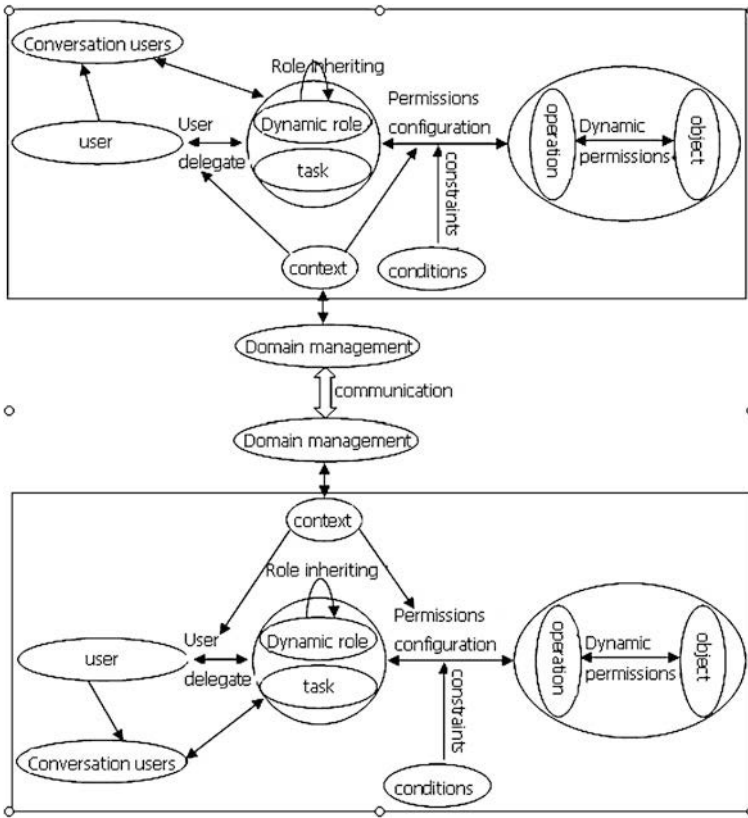 Conversation users
Role inheriting
Permissions
configuration
User
delegate
user
Dynamic role
task
operation
Dynamic
permissions
object
constraints
context
conditions
Domain management
communication
Domain management
context
Role inheriting
Permissions
configuration
User
delegate
user
Dynamic role
task
operation
Dynamic
permissions
object
constraints
Conversation users
conditions